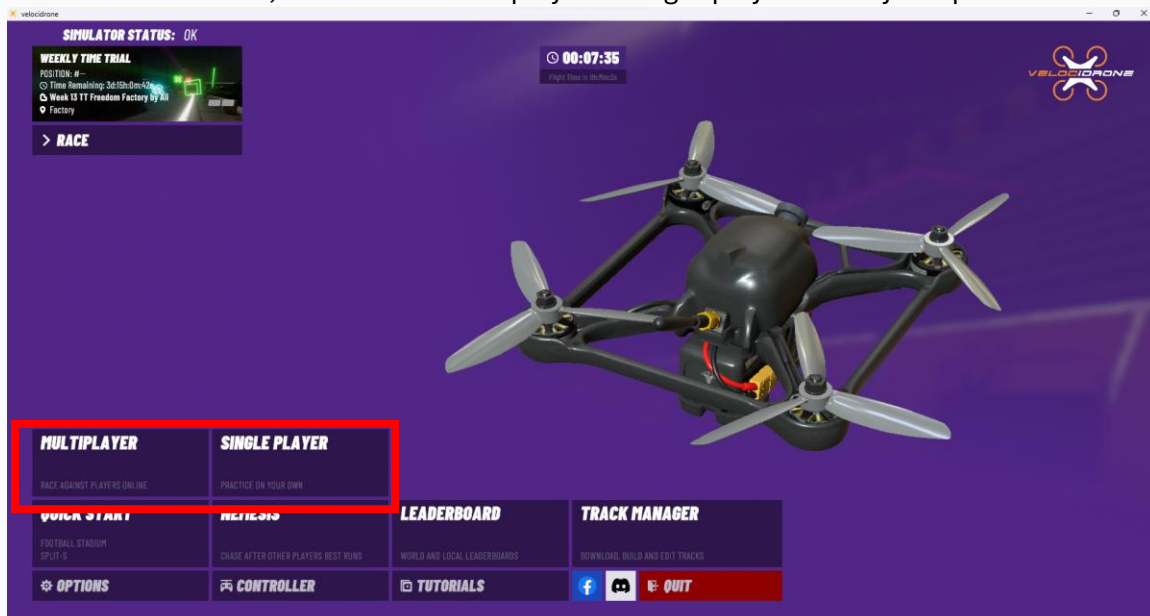 velocidrone
SIMULATOR STATUS: OK
WEEKLY TIME TRIAL
POSITION: #--
Time Remaining: 3d:15h:0m:42s
Week 13 TT Freedom Factory by Ali
Factory
> RACE
00:07:35
Flight Time in Hh:Mm:Ss
VELOCIDRONE
MULTIPLAYER
RACE AGAINST PLAYERS ONLINE
SINGLE PLAYER
PRACTICE ON YOUR OWN
QUICK START
FOOTBALL STADIUM
SPLIT-S
NEMESIS
CHASE AFTER OTHER PLAYERS BEST RUNS
LEADERBOARD
WORLD AND LOCAL LEADERBOARDS
TRACK MANAGER
DOWNLOAD, BUILD AND EDIT TRACKS
OPTIONS
CONTROLLER
TUTORIALS
QUIT